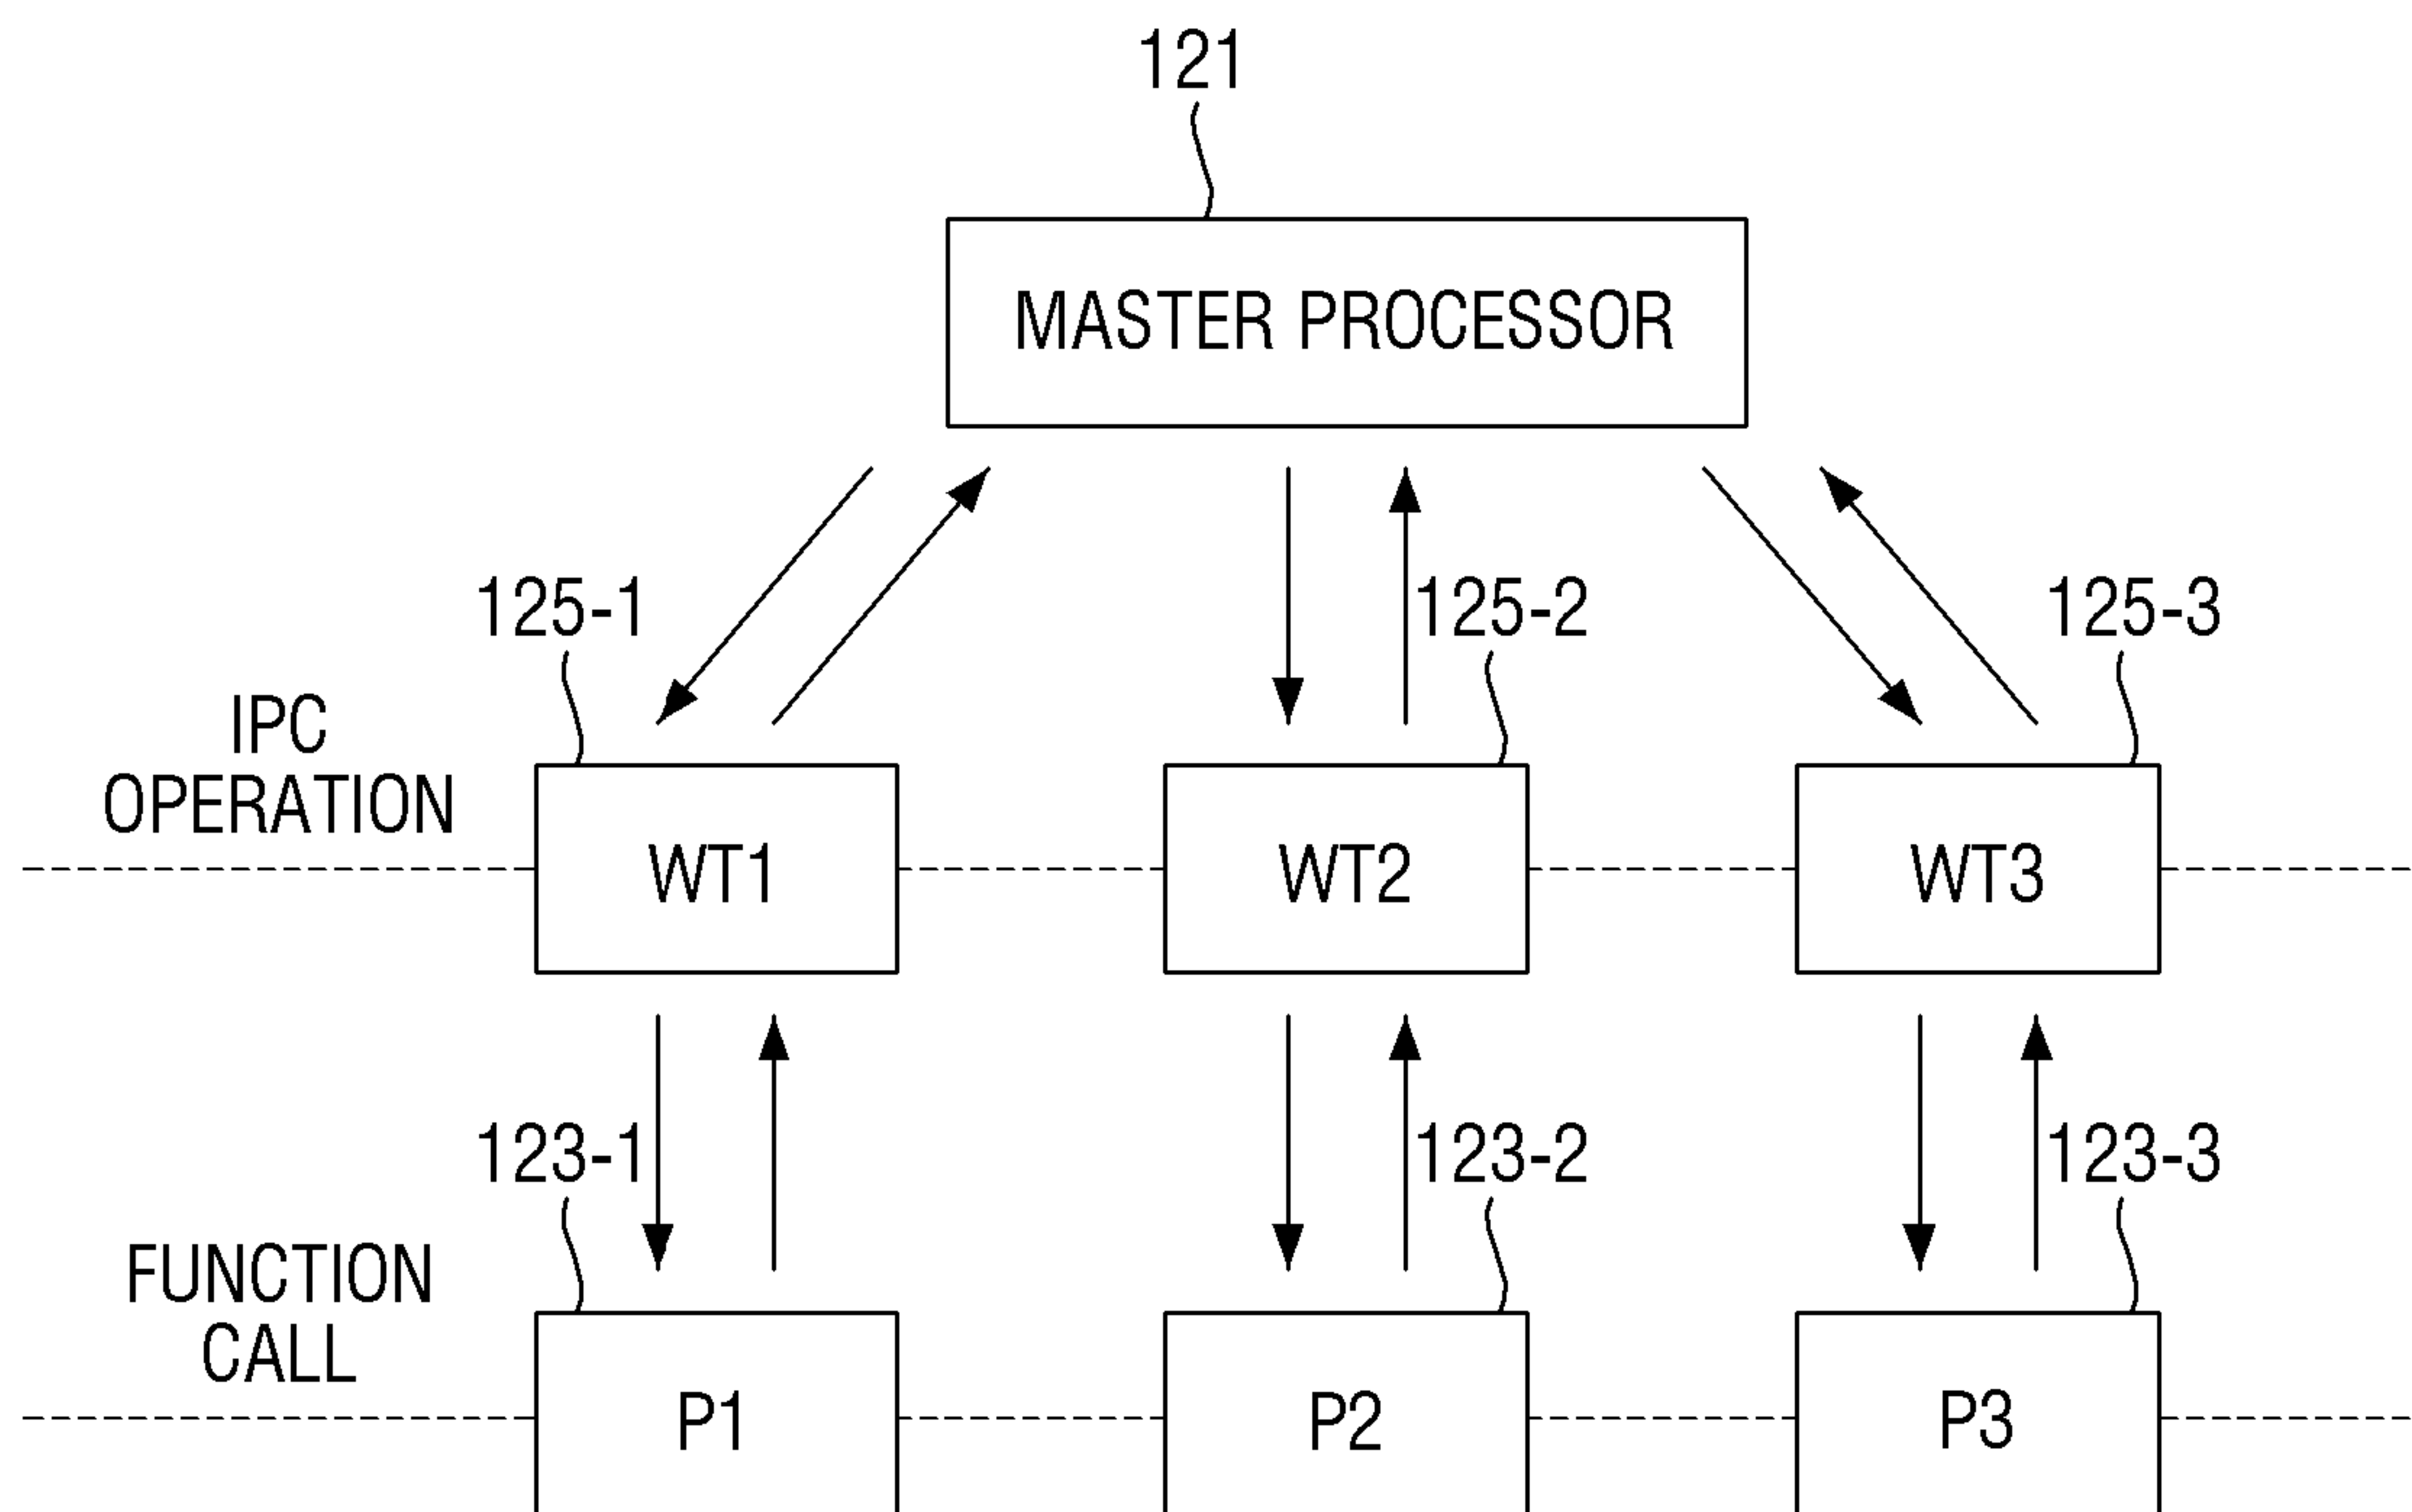 121
MASTER PROCESSOR
125-1
125-2
125-3
IPC
OPERATION
WT1
WT2
WT3
123-1
123-2
123-3
FUNCTION
CALL
P1
P2
P3